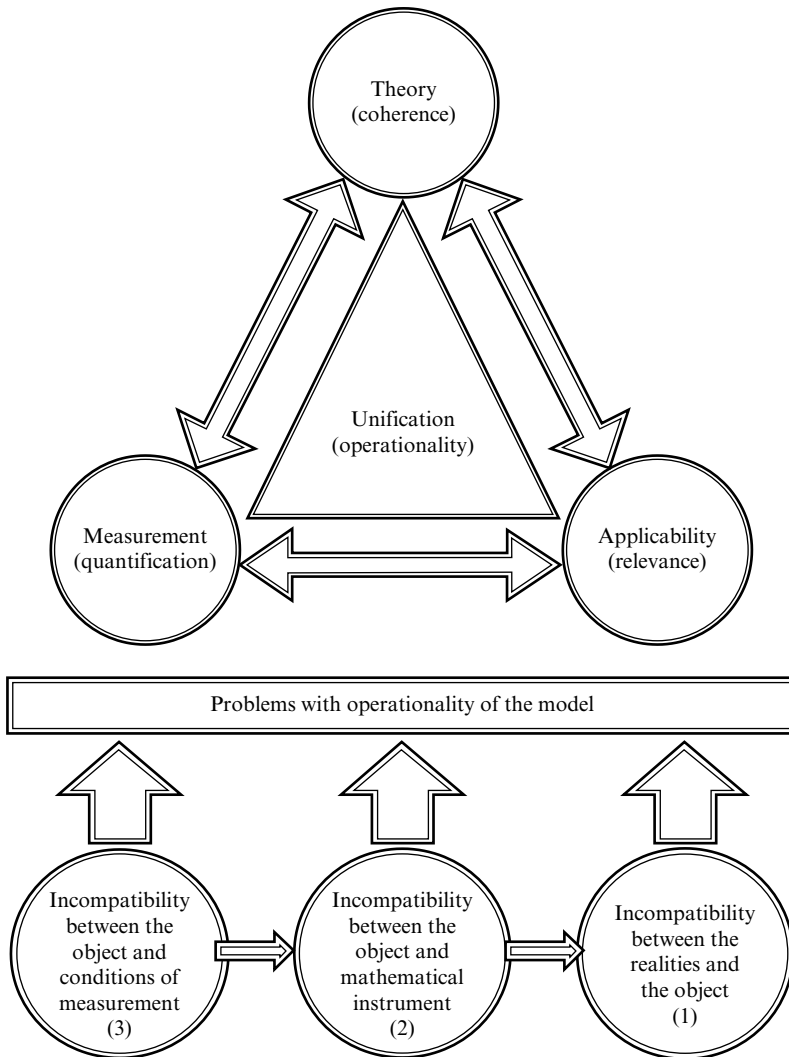 Theory
(coherence)
Unification
(operationality)
Measurement
(quantification)
Applicability
(relevance)
Problems with operationality of the model
Incompatibility
between the
object and
conditions of
measurement
(3)
Incompatibility
between the
object and
mathematical
instrument
(2)
Incompatibility
between the
realities and
the object
(1)